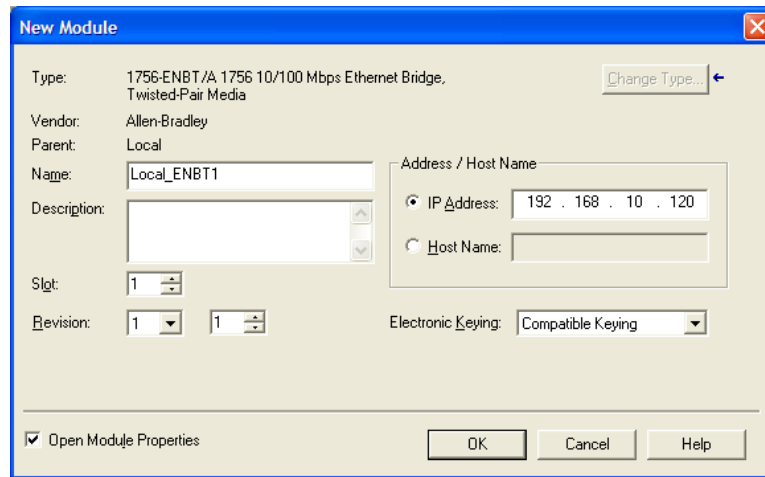 New Module
Type: 1756-ENBT/A 1756 10/100 Mbps Ethernet Bridge,
Twisted-Pair Media
Change Type...
Vendor: Allen-Bradley
Parent: Local
Name: Local_ENBT1
Address / Host Name
Description:
IP Address: 192 . 168 . 10 . 120
Host Name:
Slot: 1
Revision: 1 1
Electronic Keying: Compatible Keying
Open Module Properties
OK Cancel Help